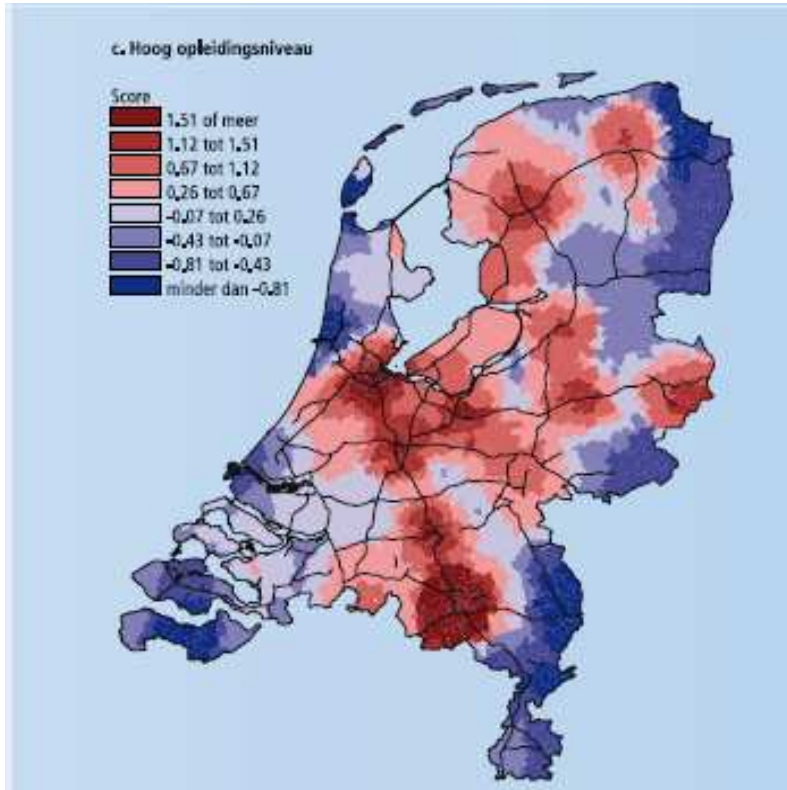 c. Hoog opleidingsniveau
Score
1.51 of meer
1.12 tot 1.51
0.67 tot 1.12
0.26 tot 0.67
-0.07 tot 0.26
-0.43 tot -0.07
-0.81 tot -0.43
minder dan -0.81